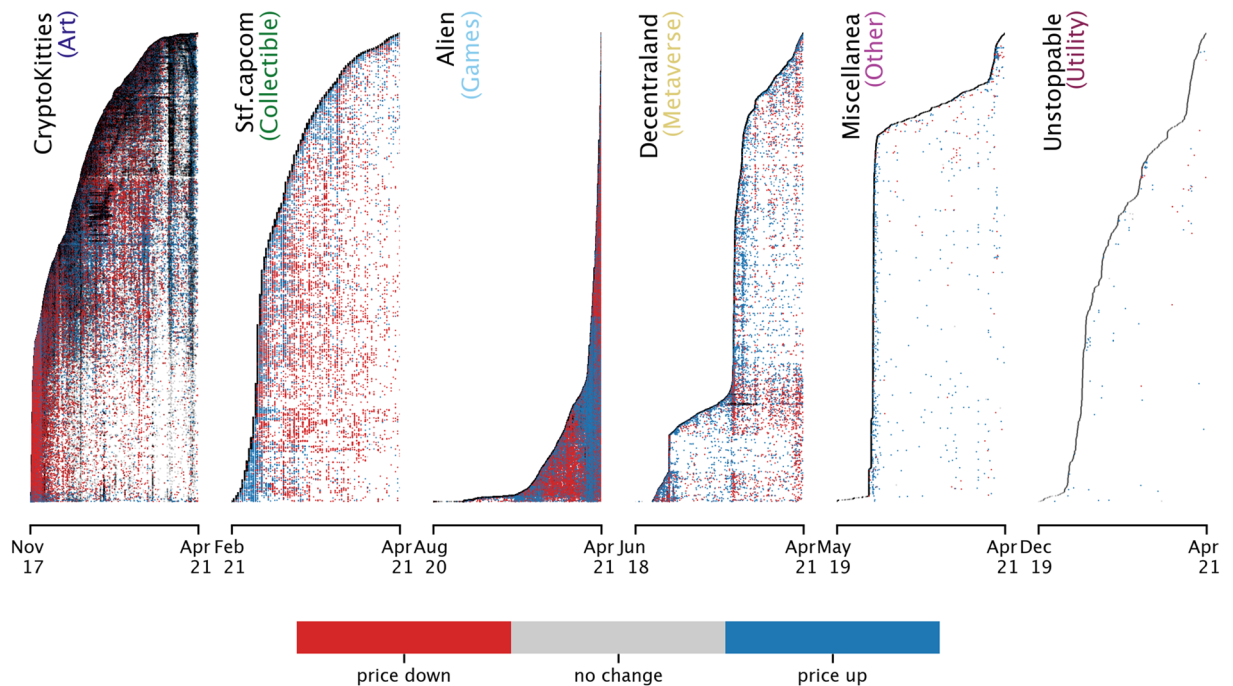 CryptoKitties
(Art)
Stf.capcom
(Collectible)
Alien
(Games)
Decentraland
(Metaverse)
Miscellanea
(Other)
Unstoppable
(Utility)
Nov
17
Apr
21
Feb
21
Apr
21
Aug
20
Apr
21
Jun
18
Apr
21
May
19
Apr
21
Dec
19
Apr
21
price down
no change
price up